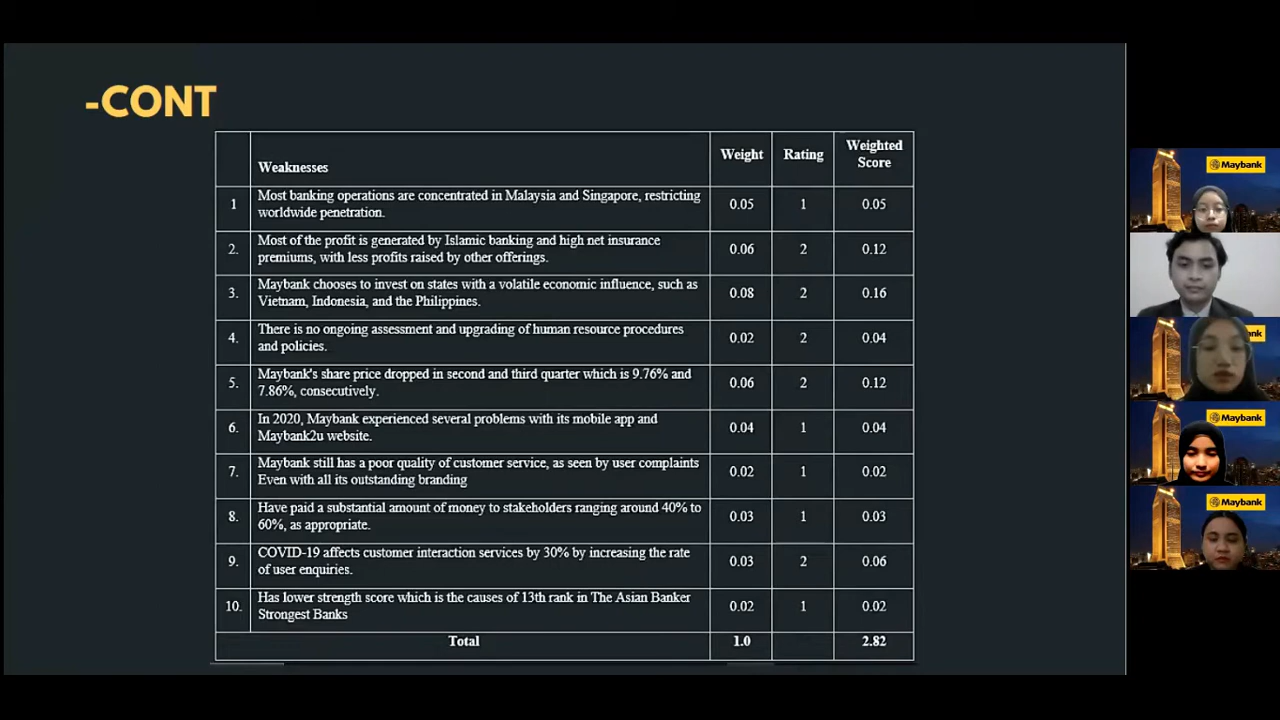 -CONT
Weaknesses
Weight
Rating
Weighted
Score
1
Most banking operations are concentrated in Malaysia and Singapore, restricting
worldwide penetration.
0.05
1
0.05
2.
Most of the profit is generated by Islamic banking and high net insurance
premiums, with less profits raised by other offerings.
0.06
2
0.12
3.
Maybank chooses to invest on states with a volatile economic influence, such as
Vietnam, Indonesia, and the Philippines.
0.08
2
0.16
4.
There is no ongoing assessment and upgrading of human resource procedures
and policies.
0.02
2
0.04
5.
Maybank's share price dropped in second and third quarter which is 9.76% and
7.86%, consecutively.
0.06
2
0.12
6.
In 2020, Maybank experienced several problems with its mobile app and
Maybank2u website.
0.04
1
0.04
7.
Maybank still has a poor quality of customer service, as seen by user complaints
Even with all its outstanding branding
0.02
1
0.02
8.
Have paid a substantial amount of money to stakeholders ranging around 40% to
60%, as appropriate.
0.03
1
0.03
9.
COVID-19 affects customer interaction services by 30% by increasing the rate
of user enquiries.
0.03
2
0.06
10.
Has lower strength score which is the causes of 13th rank in The Asian Banker
Strongest Banks
0.02
1
0.02
Total
1.0
2.82
Maybank
nk
Maybank
Maybank